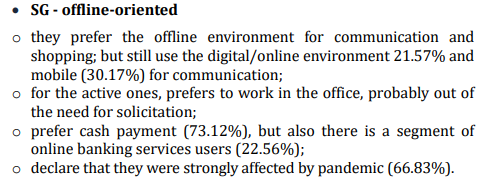 • SG - offline-oriented
o they prefer the offline environment for communication and
shopping; but still use the digital/online environment 21.57% and
mobile (30.17%) for communication;
o for the active ones, prefers to work in the office, probably out of
the need for solicitation;
o prefer cash payment (73.12%), but also there is a segment of
online banking services users (22.56%);
o declare that they were strongly affected by pandemic (66.83%).